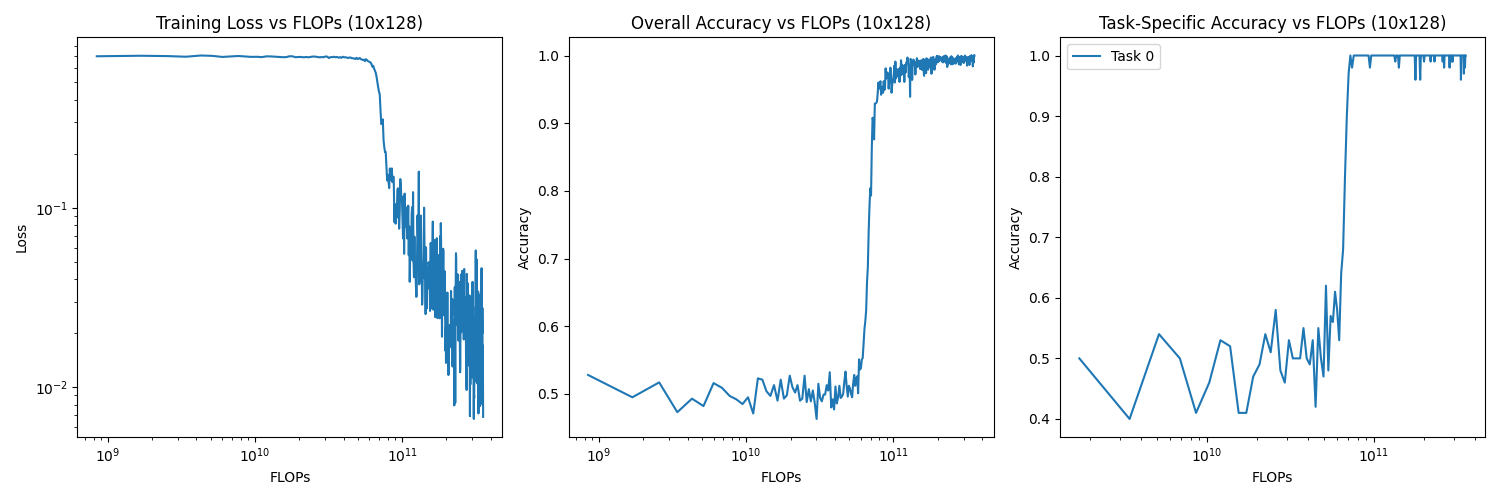 Training Loss vs FLOPs (10x128)
Loss
10⁻¹
10⁻²
10⁹
10¹⁰
10¹¹
FLOPs
Overall Accuracy vs FLOPs (10x128)
Accuracy
1.0
0.9
0.8
0.7
0.6
0.5
10⁹
10¹⁰
10¹¹
FLOPs
Task-Specific Accuracy vs FLOPs (10x128)
Task 0
Accuracy
1.0
0.9
0.8
0.7
0.6
0.5
0.4
10¹⁰
10¹¹
FLOPs